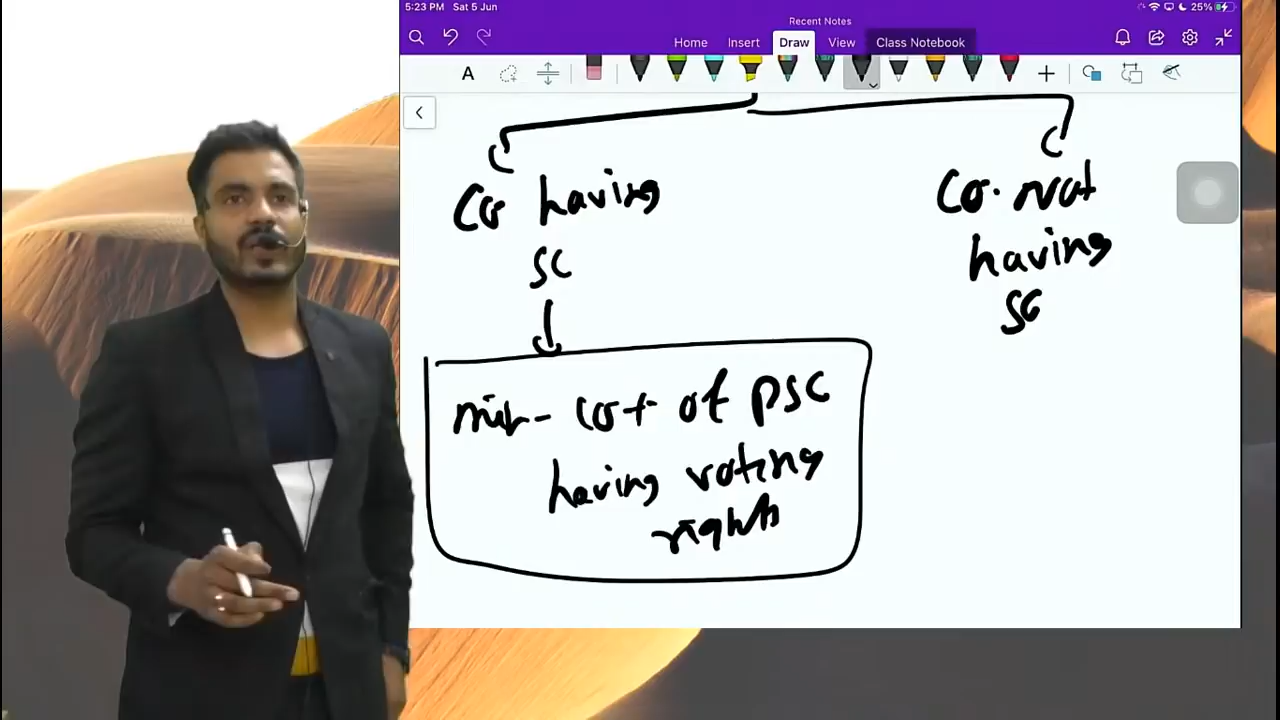 5:23 PM Sat 5 Jun
25%
Recent Notes
Home Insert Draw View Class Notebook
A
Co having
SC
Co. Not
having
SC
min- of PSC
having voting
rights